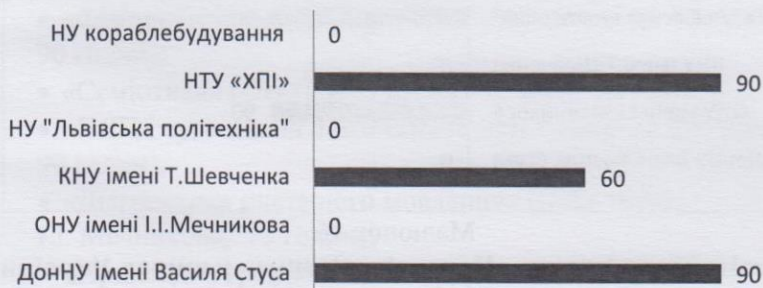 НУ кораблебудування 0
НТУ «ХПІ» 90
НУ "Львівська політехніка" 0
КНУ імені Т.Шевченка 60
ОНУ імені І.І.Мечникова 0
ДонНУ імені Василя Стуса 90